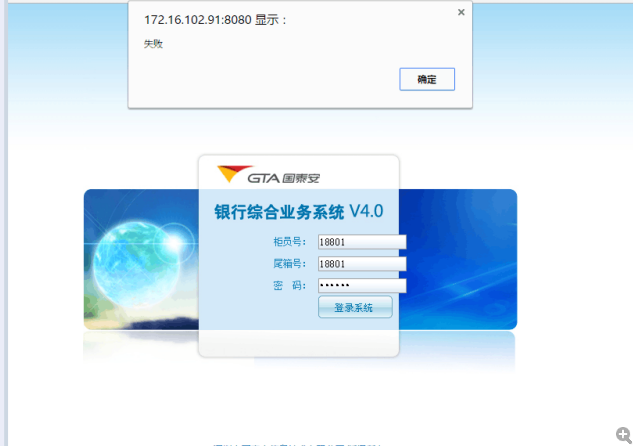 172.16.102.91:8080 显示：
失败
确定
GTA 国泰安
银行综合业务系统 V4.0
柜员号： 18801
尾箱号： 18801
密 码： ••••••
登录系统